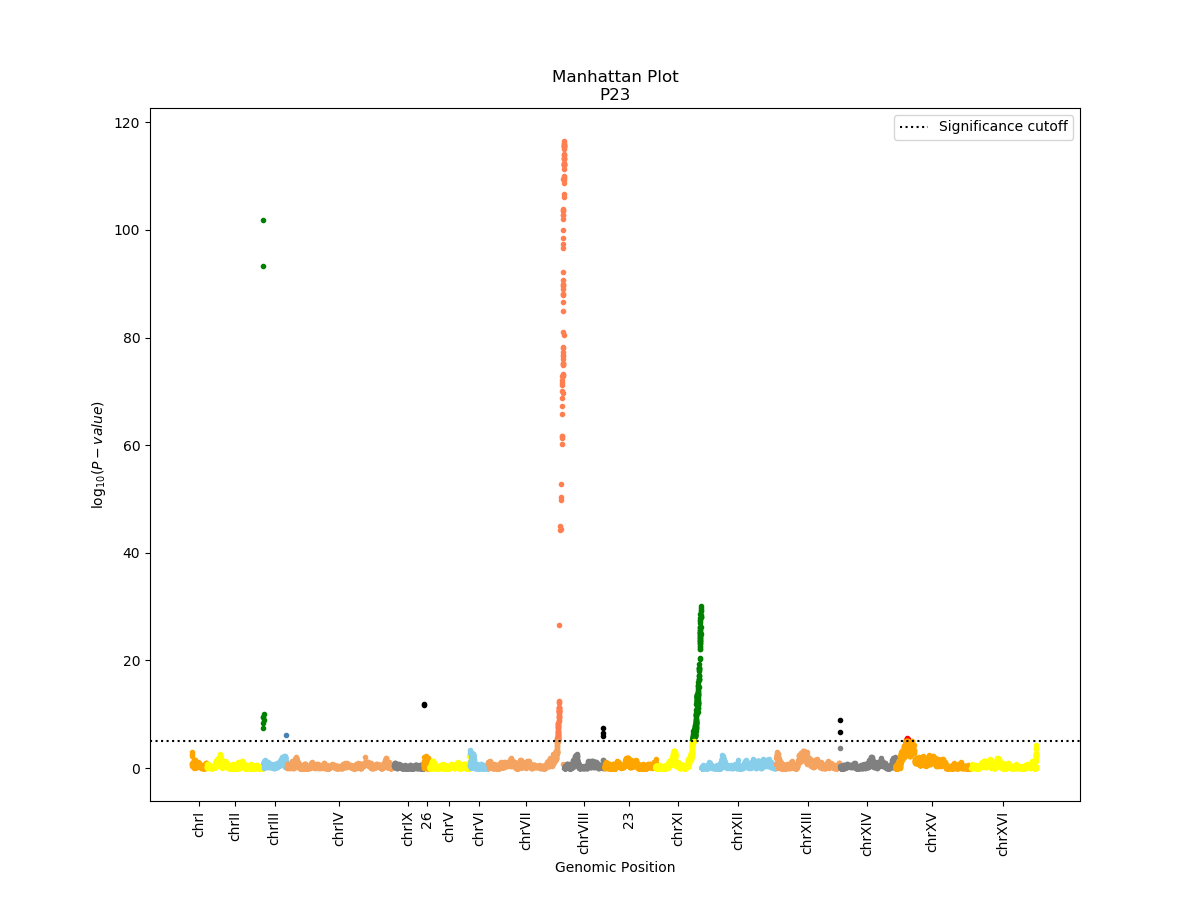 Manhattan Plot
P23
Significance cutoff
120
100
80
60
40
20
0
log10(P − value)
chrI
chrII
chrIII
chrIV
chrIX
26
chrV
chrVI
chrVII
chrVIII
23
chrXI
chrXII
chrXIII
chrXIV
chrXV
chrXVI
Genomic Position